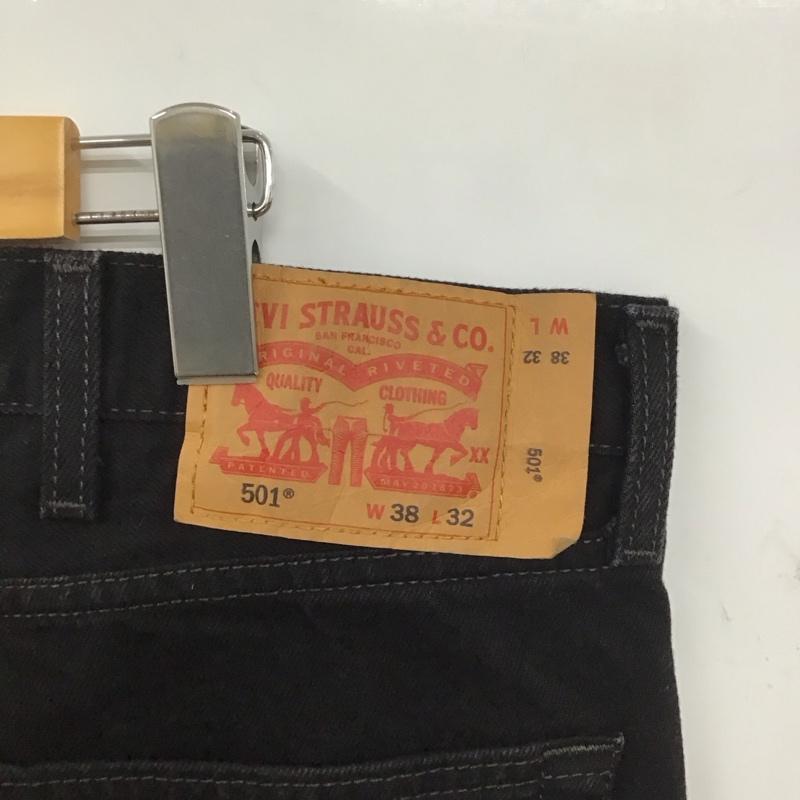 EVI STRAUSS & CO.
SAN FRANCISCO
CAL.
ORIGINAL RIVETED
QUALITY CLOTHING
XX
PATENTED MAY 20 1873
501®
W 38 L 32
W L
38 32
501®